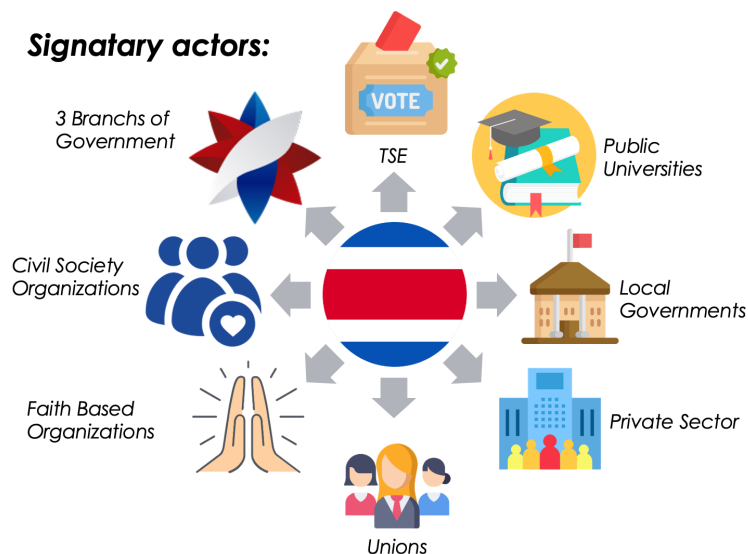 Signatary actors:
VOTE
TSE
3 Branchs of
Government
Public
Universities
Civil Society
Organizations
Local
Governments
Faith Based
Organizations
Private Sector
Unions